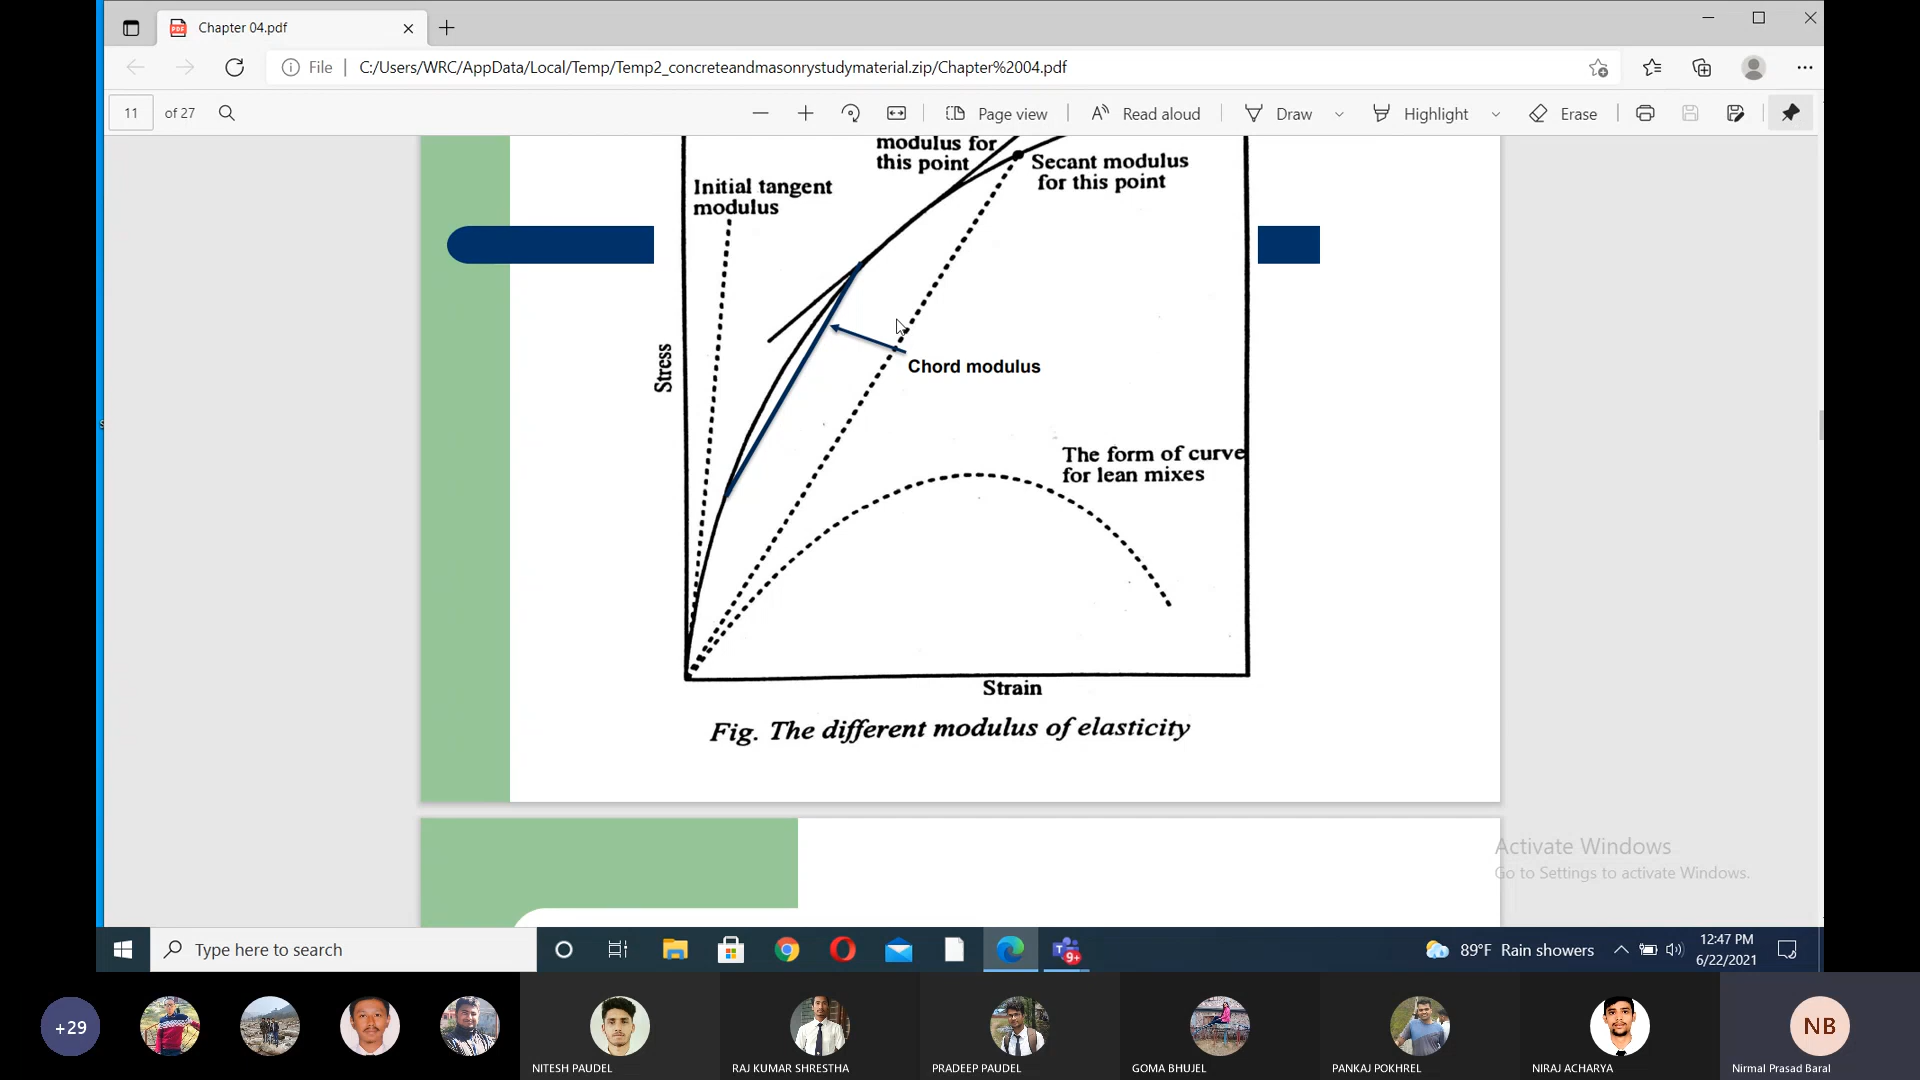 Chapter 04.pdf
File
C:/Users/WRC/AppData/Local/Temp/Temp2_concreteandmasonrystudymaterial.zip/Chapter%2004.pdf
11 of 27
Page view
Read aloud
Draw
Highlight
Erase
modulus for
this point
Secant modulus
for this point
Initial tangent
modulus
Stress
Chord modulus
The form of curve
for lean mixes
Strain
Fig. The different modulus of elasticity
Activate Windows
Go to Settings to activate Windows.
Type here to search
9+
89°F Rain showers
12:47 PM
6/22/2021
+29
NB
NITESH PAUDEL
RAJ KUMAR SHRESTHA
PRADEEP PAUDEL
GOMA BHUJEL
PANKAJ POKHREL
NIRAJ ACHARYA
Nirmal Prasad Baral